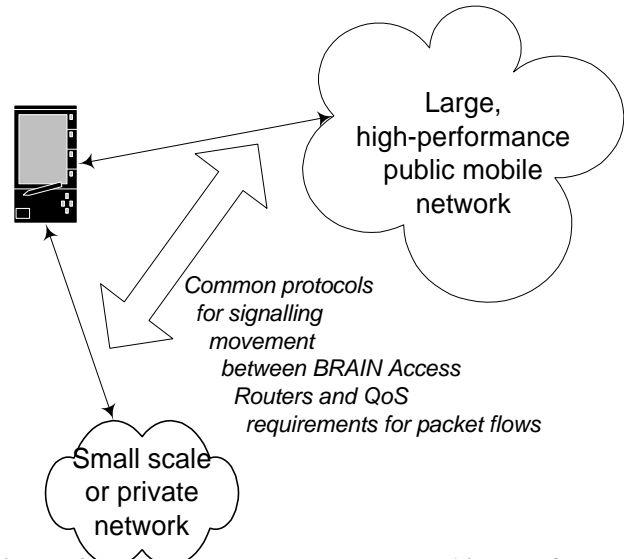 Large,
high-performance
public mobile
network
Common protocols
for signalling
movement
between BRAIN Access
Routers and QoS
requirements for packet flows
Small scale
or private
network